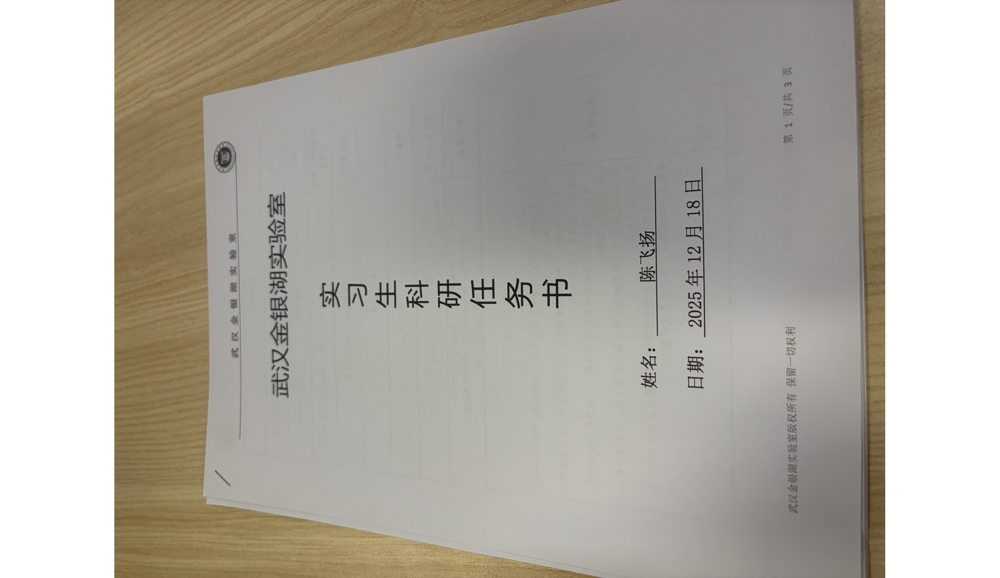 武汉金银湖实验室
武汉金银湖实验室
实
习
生
科
研
任
务
书
姓名：陈飞扬
日期：2025年12月18日
武汉金银湖实验室版权所有 保留一切权利 第 1 页/共 3 页